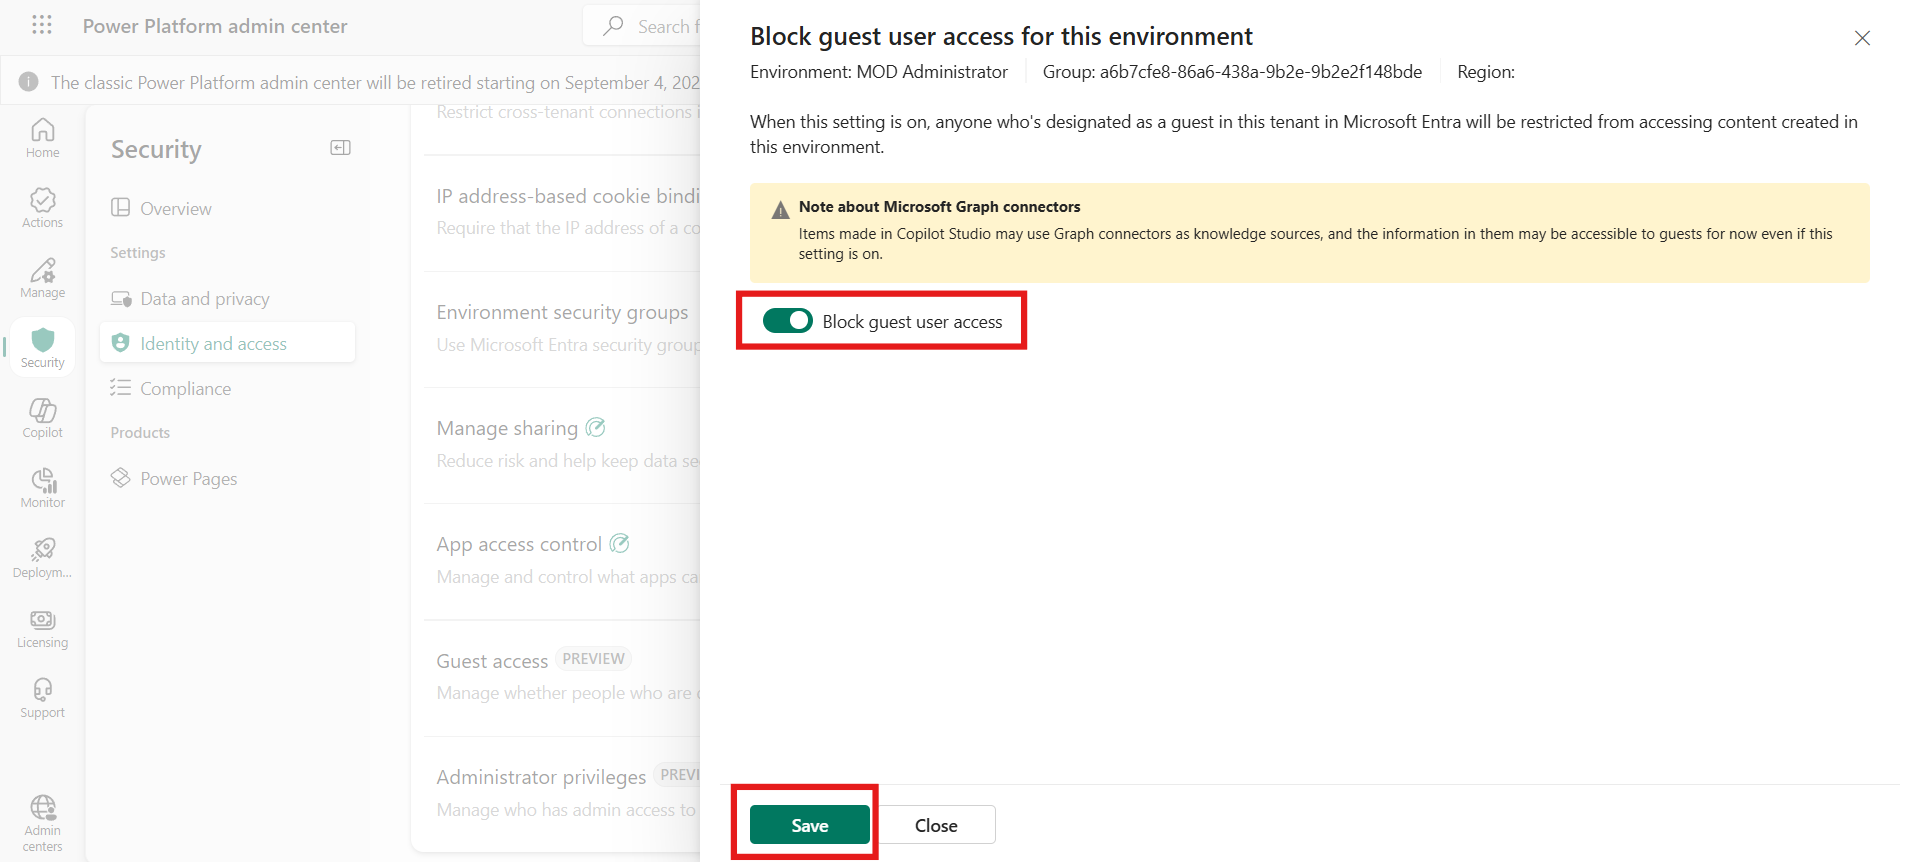 Power Platform admin center
Search f
The classic Power Platform admin center will be retired starting on September 4, 202
Home
Actions
Manage
Security
Copilot
Monitor
Deploym...
Licensing
Support
Admin
centers
Security
Overview
Settings
Data and privacy
Identity and access
Compliance
Products
Power Pages
Restrict cross-tenant connections i
IP address-based cookie bindi
Require that the IP address of a co
Environment security groups
Use Microsoft Entra security group
Manage sharing
Reduce risk and help keep data se
App access control
Manage and control what apps ca
Guest access PREVIEW
Manage whether people who are
Administrator privileges PREVI
Manage who has admin access to
Block guest user access for this environment
Environment: MOD Administrator Group: a6b7cfe8-86a6-438a-9b2e-9b2e2f148bde Region:
When this setting is on, anyone who's designated as a guest in this tenant in Microsoft Entra will be restricted from accessing content created in
this environment.
Note about Microsoft Graph connectors
Items made in Copilot Studio may use Graph connectors as knowledge sources, and the information in them may be accessible to guests for now even if this
setting is on.
Block guest user access
Save
Close